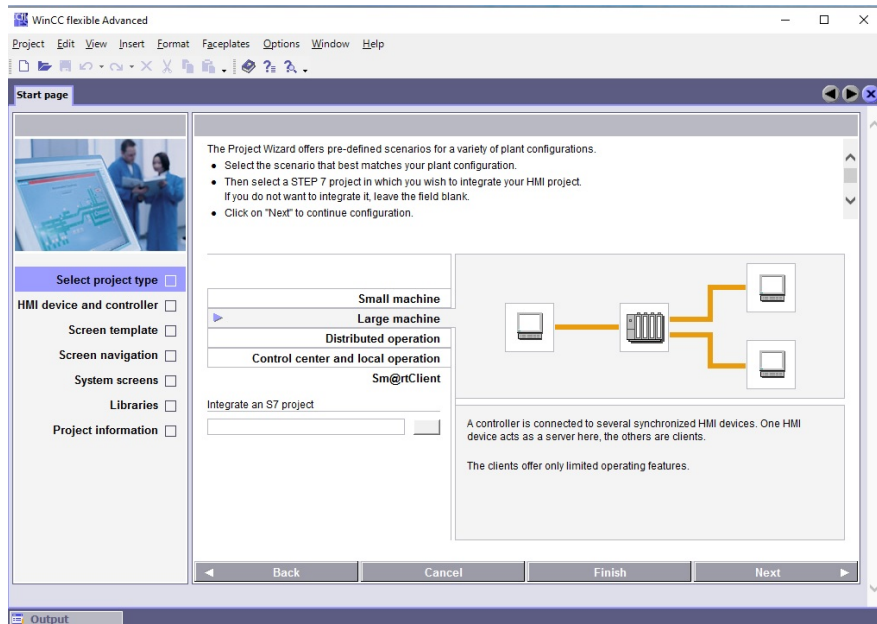 WinCC flexible Advanced
Project Edit View Insert Format Faceplates Options Window Help
Start page
The Project Wizard offers pre-defined scenarios for a variety of plant configurations.
• Select the scenario that best matches your plant configuration.
• Then select a STEP 7 project in which you wish to integrate your HMI project.
If you do not want to integrate it, leave the field blank.
• Click on "Next" to continue configuration.
Select project type
HMI device and controller
Screen template
Screen navigation
System screens
Libraries
Project information
Small machine
Large machine
Distributed operation
Control center and local operation
Sm@rtClient
Integrate an S7 project
A controller is connected to several synchronized HMI devices. One HMI
device acts as a server here, the others are clients.
The clients offer only limited operating features.
Back Cancel Finish Next
Output